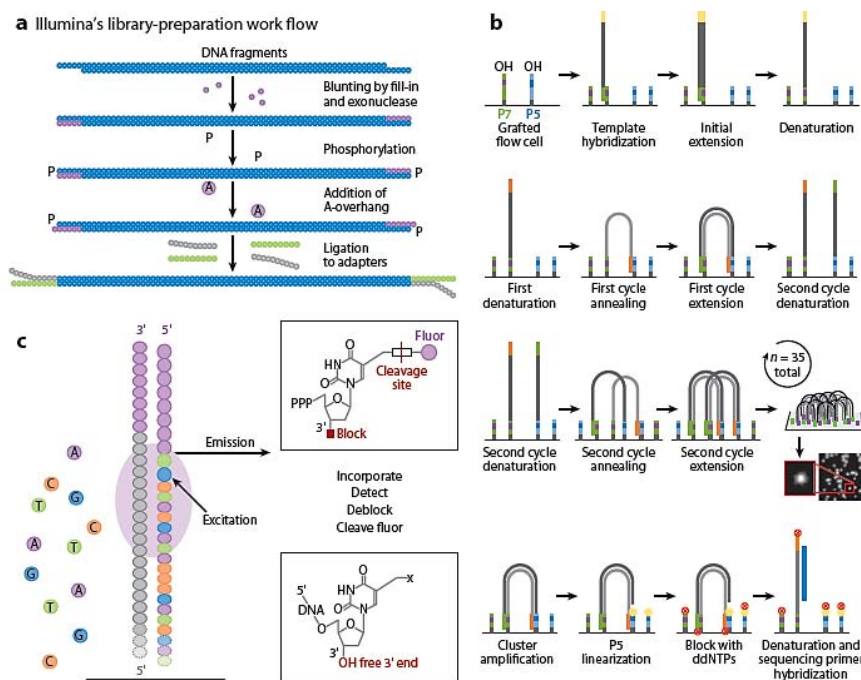 a Illumina's library-preparation work flow
DNA fragments
Blunting by fill-in
and exonuclease
P
P
Phosphorylation
P
P
A
A
Addition of
A-overhang
P
P
Ligation
to adapters
b
OH OH
P7 P5
Grafted
flow cell
Template
hybridization
Initial
extension
Denaturation
First
denaturation
First cycle
annealing
First cycle
extension
Second cycle
denaturation
n = 35
total
Second cycle
denaturation
Second cycle
annealing
Second cycle
extension
Cluster
amplification
P5
linearization
Block with
ddNTPs
Denaturation and
sequencing primer
hybridization
c
3' 5'
A
C
G
T
C
A
T
G
A
T
G
C
5'
Emission
Excitation
O
HN
O
N
Fluor
Cleavage
site
PPP
O
3'
Block
Incorporate
Detect
Deblock
Cleave fluor
O
HN
X
5'
O
N
DNA
O
O
3'
OH free 3' end